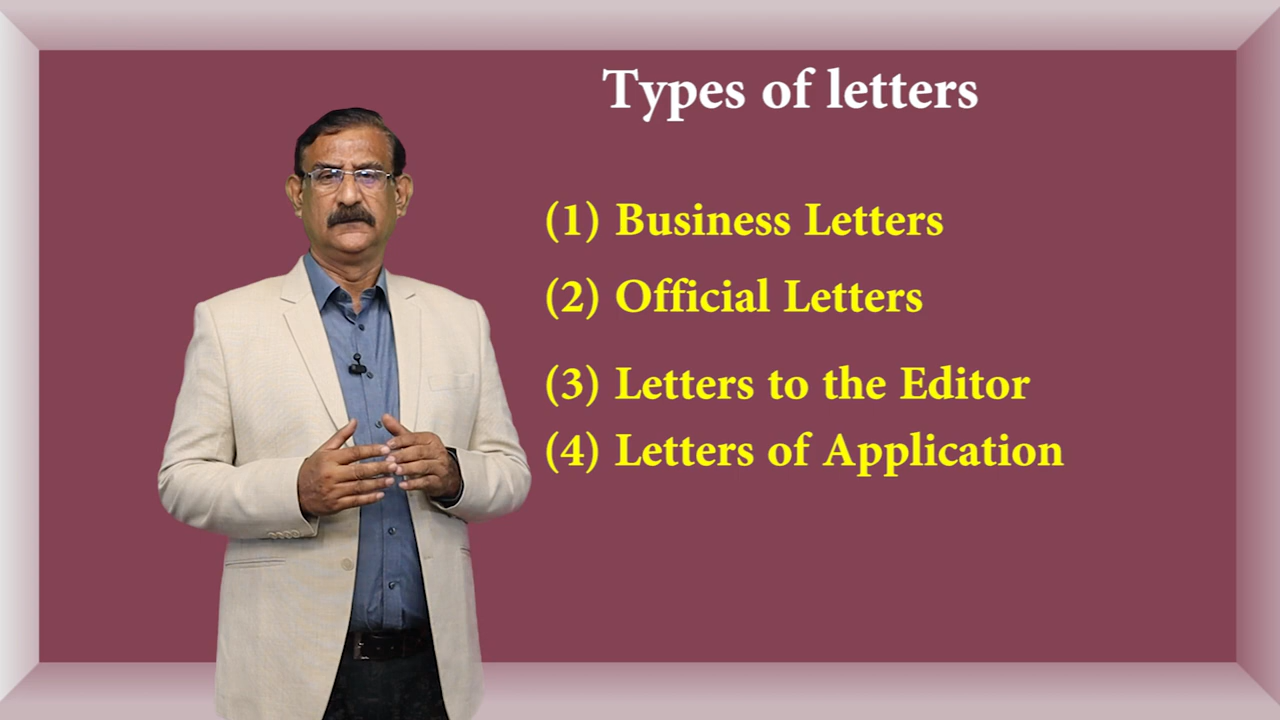 Types of letters
(1) Business Letters
(2) Official Letters
(3) Letters to the Editor
(4) Letters of Application